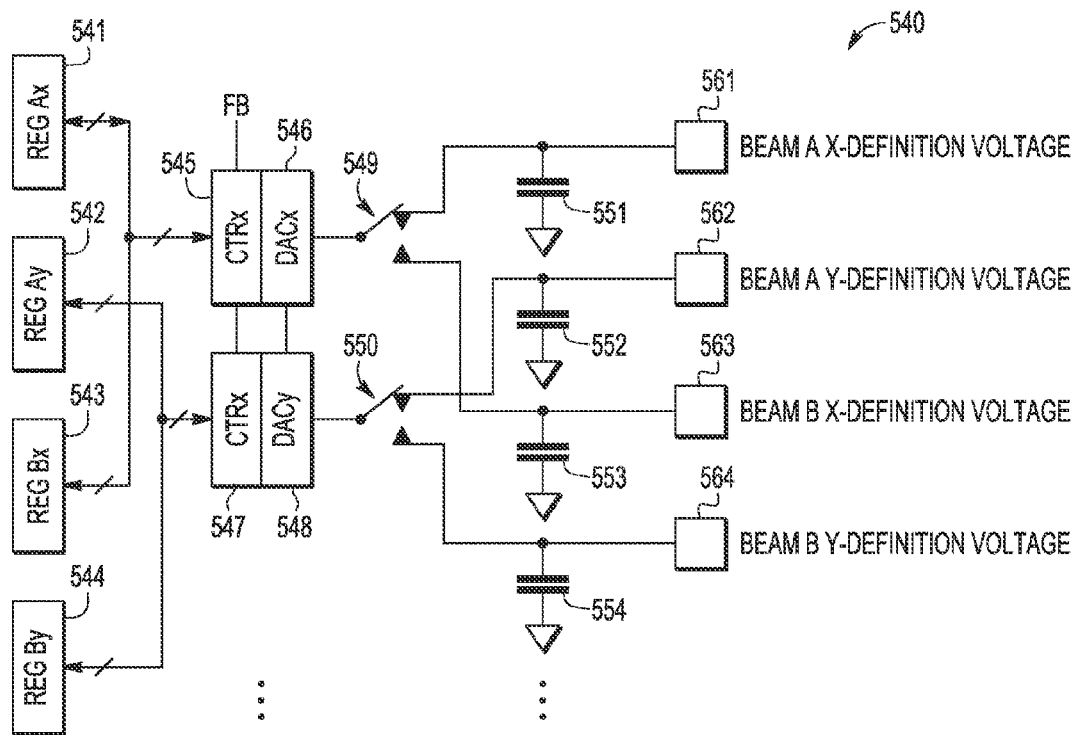 540
541
REG Ax
542
REG Ay
543
REG Bx
544
REG By
FB
545
546
CTRx
DACx
CTRx
DACy
547
548
549
550
551
552
553
554
561
BEAM A X-DEFINITION VOLTAGE
562
BEAM A Y-DEFINITION VOLTAGE
563
BEAM B X-DEFINITION VOLTAGE
564
BEAM B Y-DEFINITION VOLTAGE